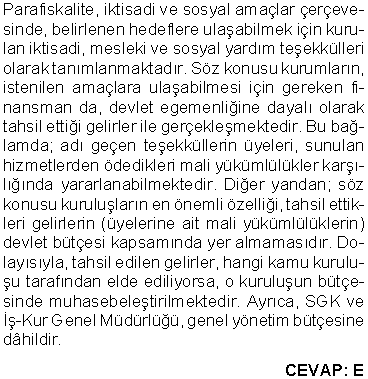 Parafiskalite, iktisadi ve sosyal amaçlar çerçeve-
sinde, belirlenen hedeflere ulaşabilmek için kuru-
lan iktisadi, mesleki ve sosyal yardım teşekkülleri
olarak tanımlanmaktadır. Söz konusu kurumların,
istenilen amaçlara ulaşabilmesi için gereken fi-
nansman da, devlet egemenliğine dayalı olarak
tahsil ettiği gelirler ile gerçekleşmektedir. Bu bağ-
lamda; adı geçen teşekküllerin üyeleri, sunulan
hizmetlerden ödedikleri mali yükümlülükler karşı-
lığında yararlanabilmektedir. Diğer yandan; söz
konusu kuruluşların en önemli özelliği, tahsil ettik-
leri gelirlerin (üyelerine ait mali yükümlülüklerin)
devlet bütçesi kapsamında yer almamasıdır. Do-
layısıyla, tahsil edilen gelirler, hangi kamu kurulu-
şu tarafından elde ediliyorsa, o kuruluşun bütçe-
sinde muhasebeleştirilmektedir. Ayrıca, SGK ve
İş-Kur Genel Müdürlüğü, genel yönetim bütçesine
dâhildir.
CEVAP: E